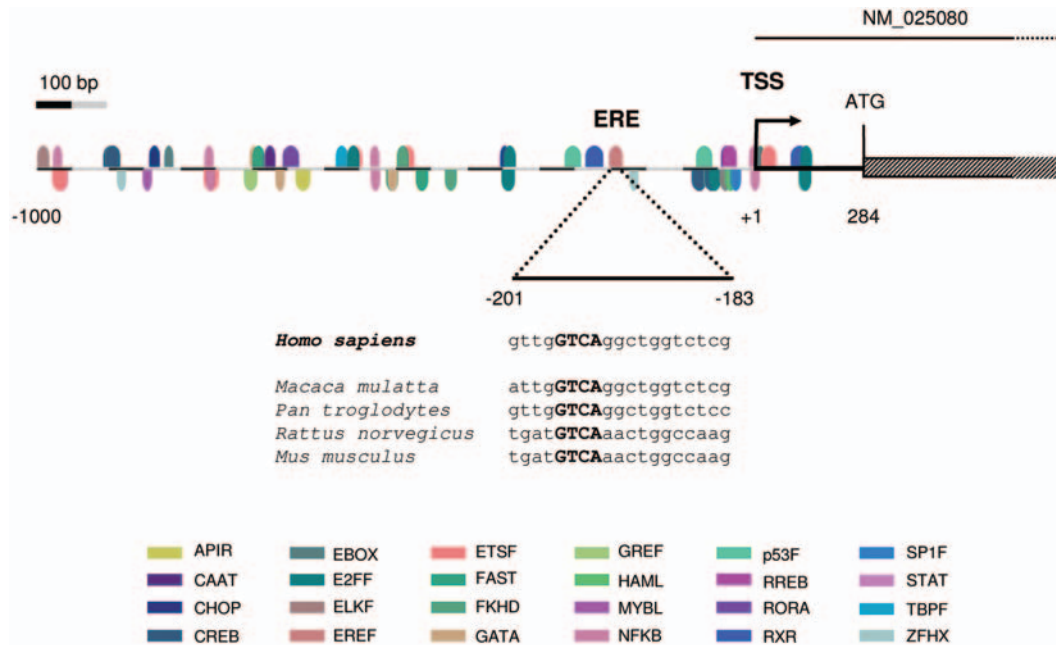 NM_025080
100 bp
TSS
ATG
ERE
-1000
+1
284
-201
-183
Homo sapiens gttgGTCAggctggtctcg
Macaca mulatta attgGTCAggctggtctcg
Pan troglodytes gttgGTCAggctggtctcc
Rattus norvegicus tgatGTCAaactggccaag
Mus musculus tgatGTCAaactggccaag
APIR EBOX ETSF GREF p53F SP1F
CAAT E2FF FAST HAML RREB STAT
CHOP ELKF FKHD MYBL RORA TBPF
CREB EREF GATA NFKB RXR ZFHX